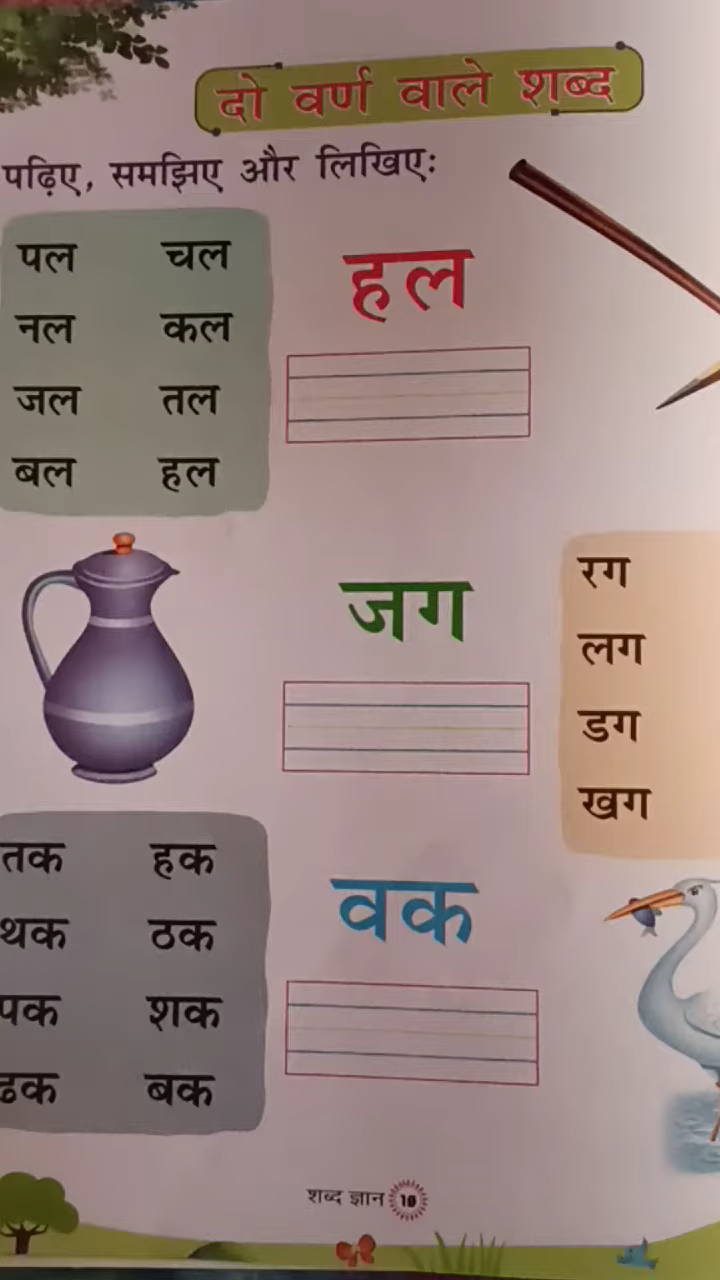 दो वर्ण वाले शब्द
पढ़िए, समझिए और लिखिएः
पल चल
नल कल
जल तल
बल हल
हल
जग
रग
लग
डग
खग
तक हक
थक ठक
पक शक
ढक बक
वक
शब्द ज्ञान 10